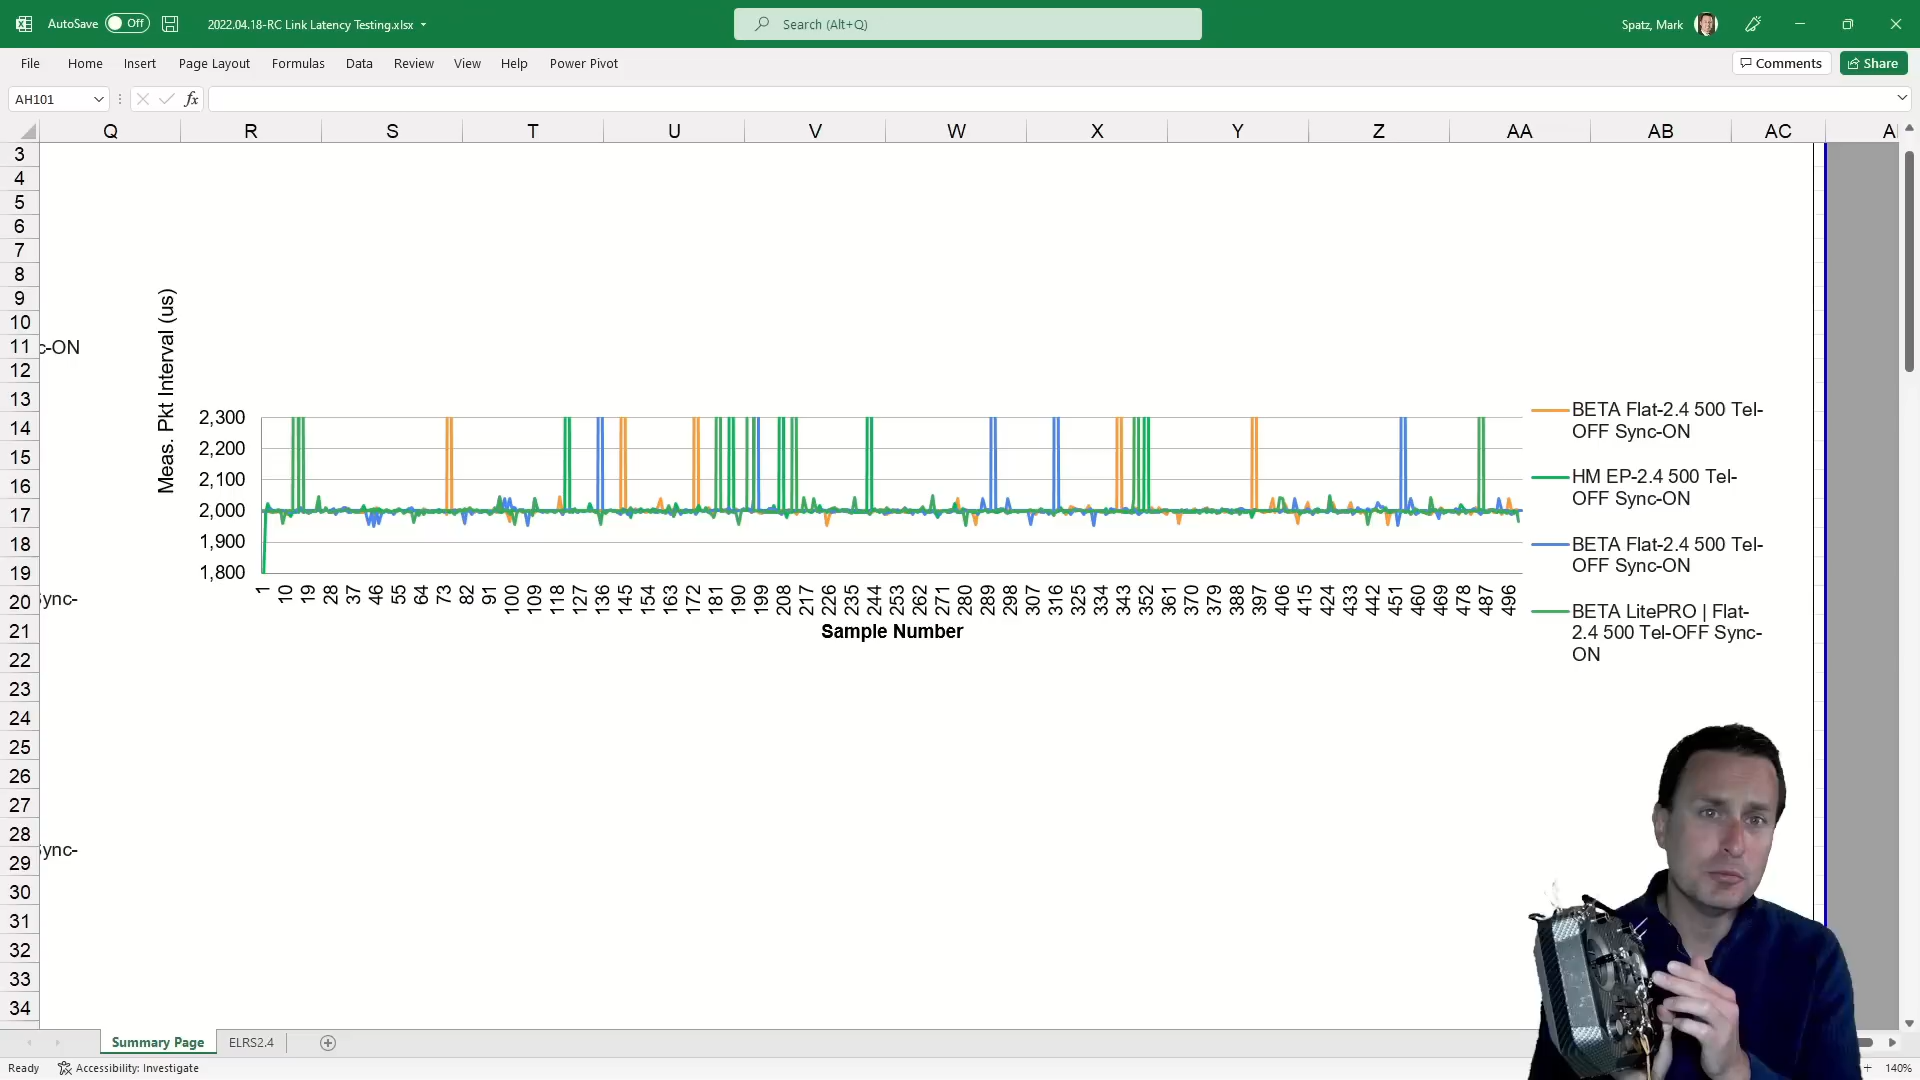 AutoSave Off 2022.04.18-RC Link Latency Testing.xlsx Search (Alt+Q) Spatz, Mark
File Home Insert Page Layout Formulas Data Review View Help Power Pivot Comments Share
AH101 fx
Q R S T U V W X Y Z AA AB AC
3
4
5
6
7
8
9
10
11
12
13
14
15
16
17
18
19
20
21
22
23
24
25
26
27
28
29
30
31
32
33
34
c-ON
Sync-
Sync-
Meas. Pkt Interval (us)
2,300
2,200
2,100
2,000
1,900
1,800
1 10 19 28 37 46 55 64 73 82 91 100 109 118 127 136 145 154 163 172 181 190 199 208 217 226 235 244 253 262 271 280 289 298 307 316 325 334 343 352 361 370 379 388 397 406 415 424 433 442 451 460 469 478 487 496
Sample Number
BETA Flat-2.4 500 Tel-
OFF Sync-ON
HM EP-2.4 500 Tel-
OFF Sync-ON
BETA Flat-2.4 500 Tel-
OFF Sync-ON
BETA LitePRO | Flat-
2.4 500 Tel-OFF Sync-
ON
Summary Page ELRS2.4
Ready Accessibility: Investigate 140%